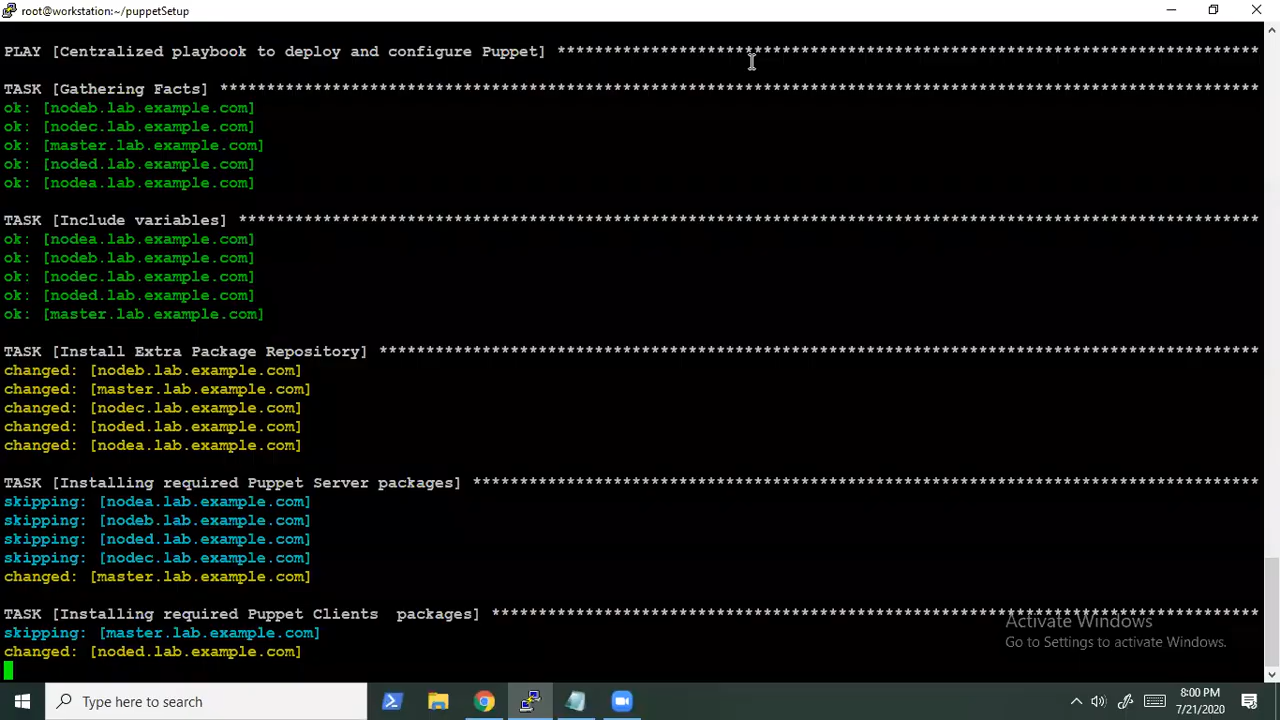 root@workstation:~/puppetSetup
PLAY [Centralized playbook to deploy and configure Puppet] ***************************************************************************
TASK [Gathering Facts] ***************************************************************************************************************
ok: [nodeb.lab.example.com]
ok: [nodec.lab.example.com]
ok: [master.lab.example.com]
ok: [noded.lab.example.com]
ok: [nodea.lab.example.com]
TASK [Include variables] *************************************************************************************************************
ok: [nodea.lab.example.com]
ok: [nodeb.lab.example.com]
ok: [nodec.lab.example.com]
ok: [noded.lab.example.com]
ok: [master.lab.example.com]
TASK [Install Extra Package Repository] **********************************************************************************************
changed: [nodeb.lab.example.com]
changed: [master.lab.example.com]
changed: [nodec.lab.example.com]
changed: [noded.lab.example.com]
changed: [nodea.lab.example.com]
TASK [Installing required Puppet Server packages] ************************************************************************************
skipping: [nodea.lab.example.com]
skipping: [nodeb.lab.example.com]
skipping: [noded.lab.example.com]
skipping: [nodec.lab.example.com]
changed: [master.lab.example.com]
TASK [Installing required Puppet Clients  packages] **********************************************************************************
skipping: [master.lab.example.com]
changed: [noded.lab.example.com]
Activate Windows
Go to Settings to activate Windows.
Type here to search
8:00 PM
7/21/2020